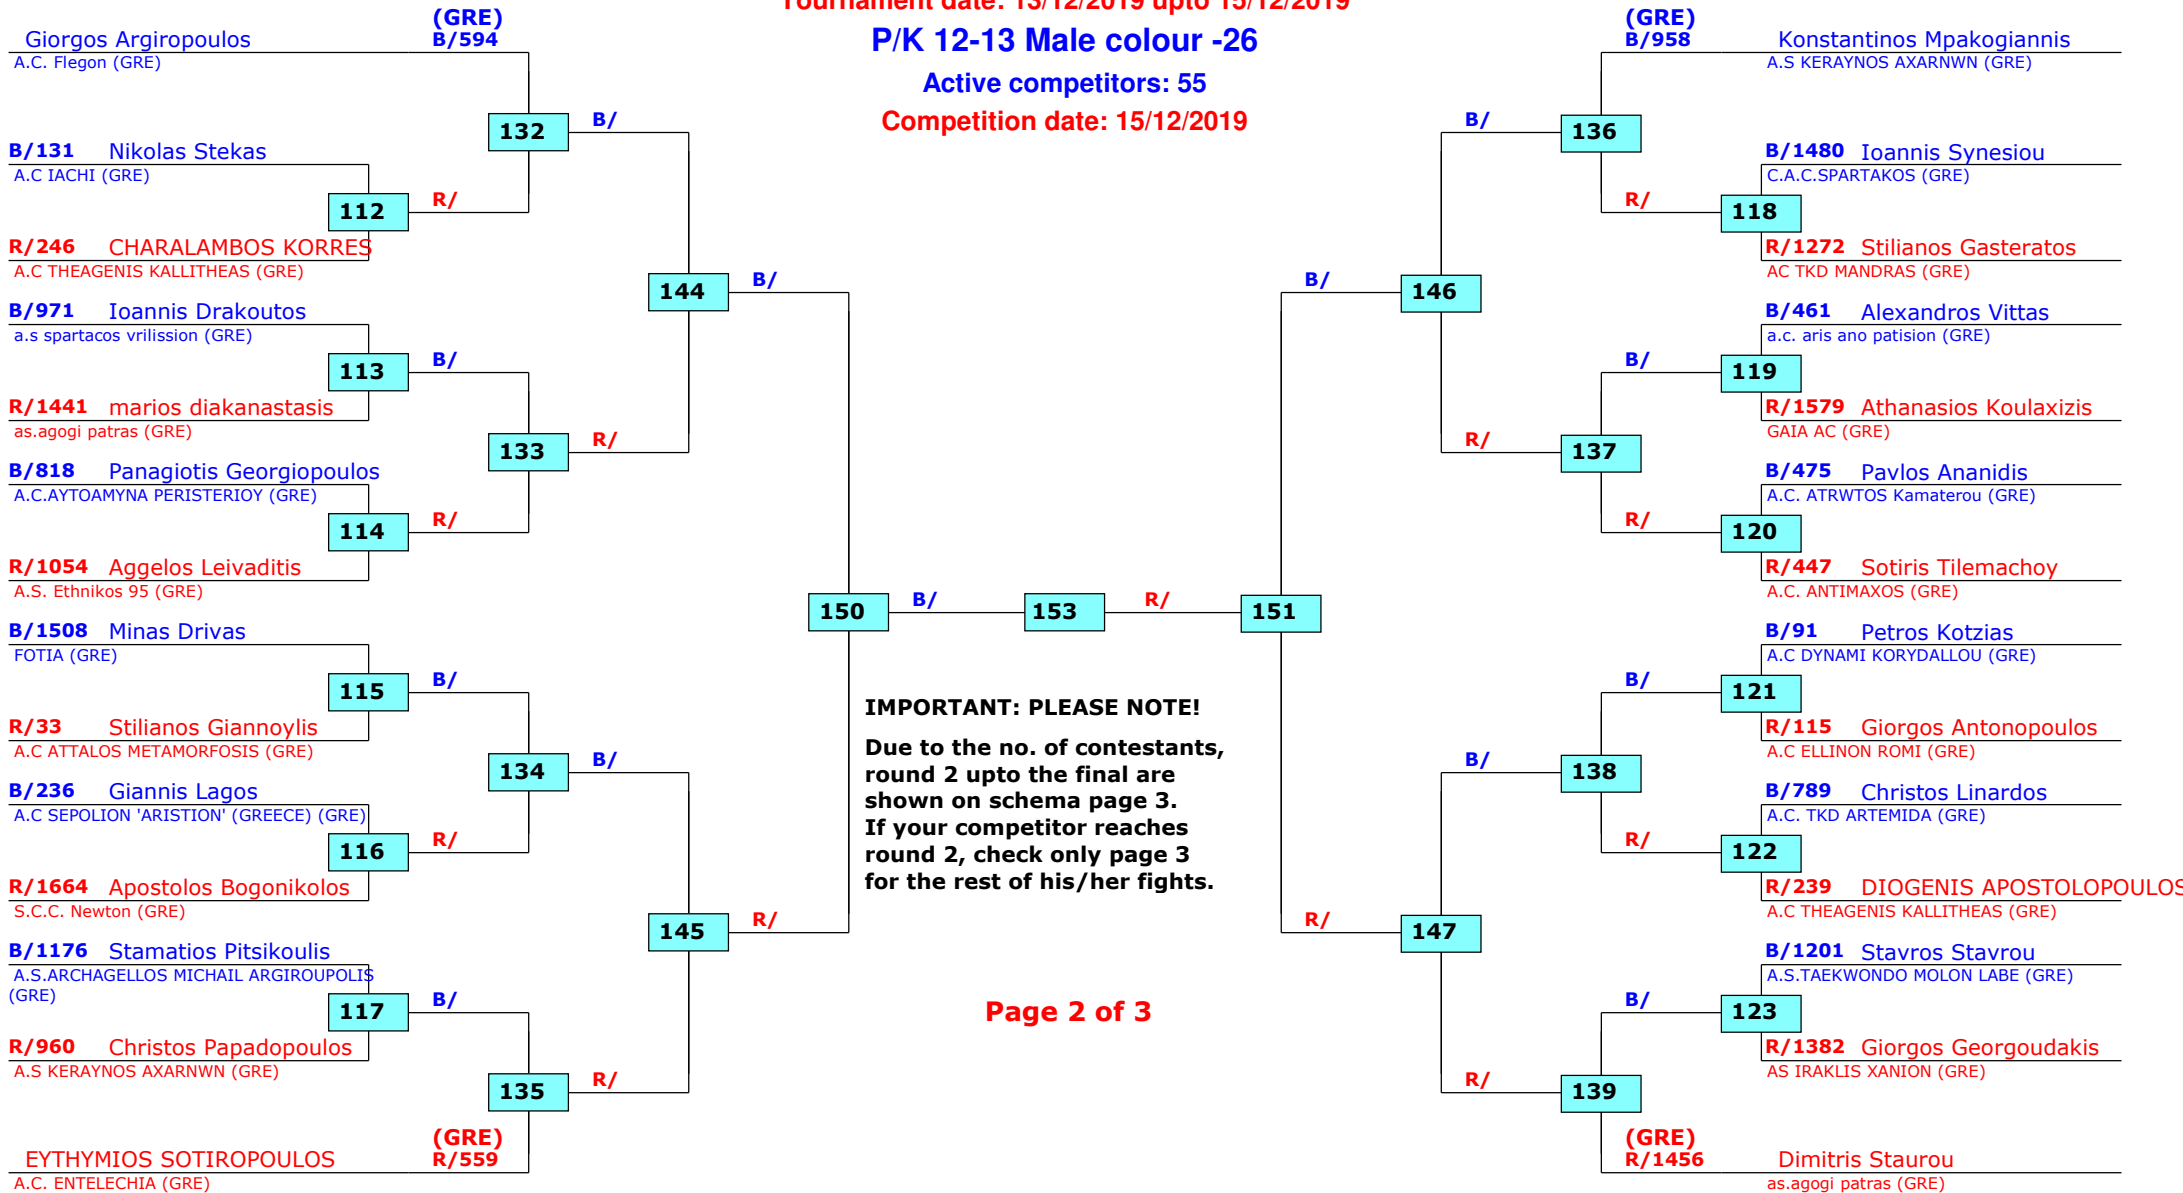 Tournament date: 13/12/2019 upto 15/12/2019
P/K 12-13 Male colour -26
Active competitors: 55
Competition date: 15/12/2019
(GRE)
Giorgos Argiropoulos B/594
A.C. Flegon (GRE)
132 B/
B/131 Nikolas Stekas
A.C IACHI (GRE)
112 R/
R/246 CHARALAMBOS KORRES
A.C THEAGENIS KALLITHEAS (GRE)
144 B/
B/971 Ioannis Drakoutos
a.s spartacos vrilission (GRE)
113 B/
R/1441 marios diakanastasis
as.agogi patras (GRE)
133 R/
B/818 Panagiotis Georgiopoulos
A.C.AYTOAMYNA PERISTERIOY (GRE)
114 R/
R/1054 Aggelos Leivaditis
A.S. Ethnikos 95 (GRE)
150 B/ 153 R/ 151
B/1508 Minas Drivas
FOTIA (GRE)
115 B/
R/33 Stilianos Giannoylis
A.C ATTALOS METAMORFOSIS (GRE)
134 B/
B/236 Giannis Lagos
A.C SEPOLION 'ARISTION' (GREECE) (GRE)
116 R/
R/1664 Apostolos Bogonikolos
S.C.C. Newton (GRE)
145 R/
B/1176 Stamatios Pitsikoulis
A.S.ARCHAGELLOS MICHAIL ARGIROUPOLIS
(GRE)
117 B/
R/960 Christos Papadopoulos
A.S KERAYNOS AXARNWN (GRE)
135 R/
(GRE)
EYTHYMIOS SOTIROPOULOS R/559
A.C. ENTELECHIA (GRE)
IMPORTANT: PLEASE NOTE!
Due to the no. of contestants,
round 2 upto the final are
shown on schema page 3.
If your competitor reaches
round 2, check only page 3
for the rest of his/her fights.
Page 2 of 3
(GRE)
B/958 Konstantinos Mpakogiannis
A.S KERAYNOS AXARNWN (GRE)
B/ 136
B/1480 Ioannis Synesiou
C.A.C.SPARTAKOS (GRE)
R/ 118
R/1272 Stilianos Gasteratos
AC TKD MANDRAS (GRE)
B/ 146
B/461 Alexandros Vittas
a.c. aris ano patision (GRE)
B/ 119
R/1579 Athanasios Koulaxizis
GAIA AC (GRE)
R/ 137
B/475 Pavlos Ananidis
A.C. ATRWTOS Kamaterou (GRE)
R/ 120
R/447 Sotiris Tilemachoy
A.C. ANTIMAXOS (GRE)
B/91 Petros Kotzias
A.C DYNAMI KORYDALLOU (GRE)
B/ 121
R/115 Giorgos Antonopoulos
A.C ELLINON ROMI (GRE)
B/ 138
B/789 Christos Linardos
A.C. TKD ARTEMIDA (GRE)
R/ 122
R/239 DIOGENIS APOSTOLOPOULOS
A.C THEAGENIS KALLITHEAS (GRE)
R/ 147
B/1201 Stavros Stavrou
A.S.TAEKWONDO MOLON LABE (GRE)
B/ 123
R/1382 Giorgos Georgoudakis
AS IRAKLIS XANION (GRE)
R/ 139
(GRE)
R/1456 Dimitris Staurou
as.agogi patras (GRE)